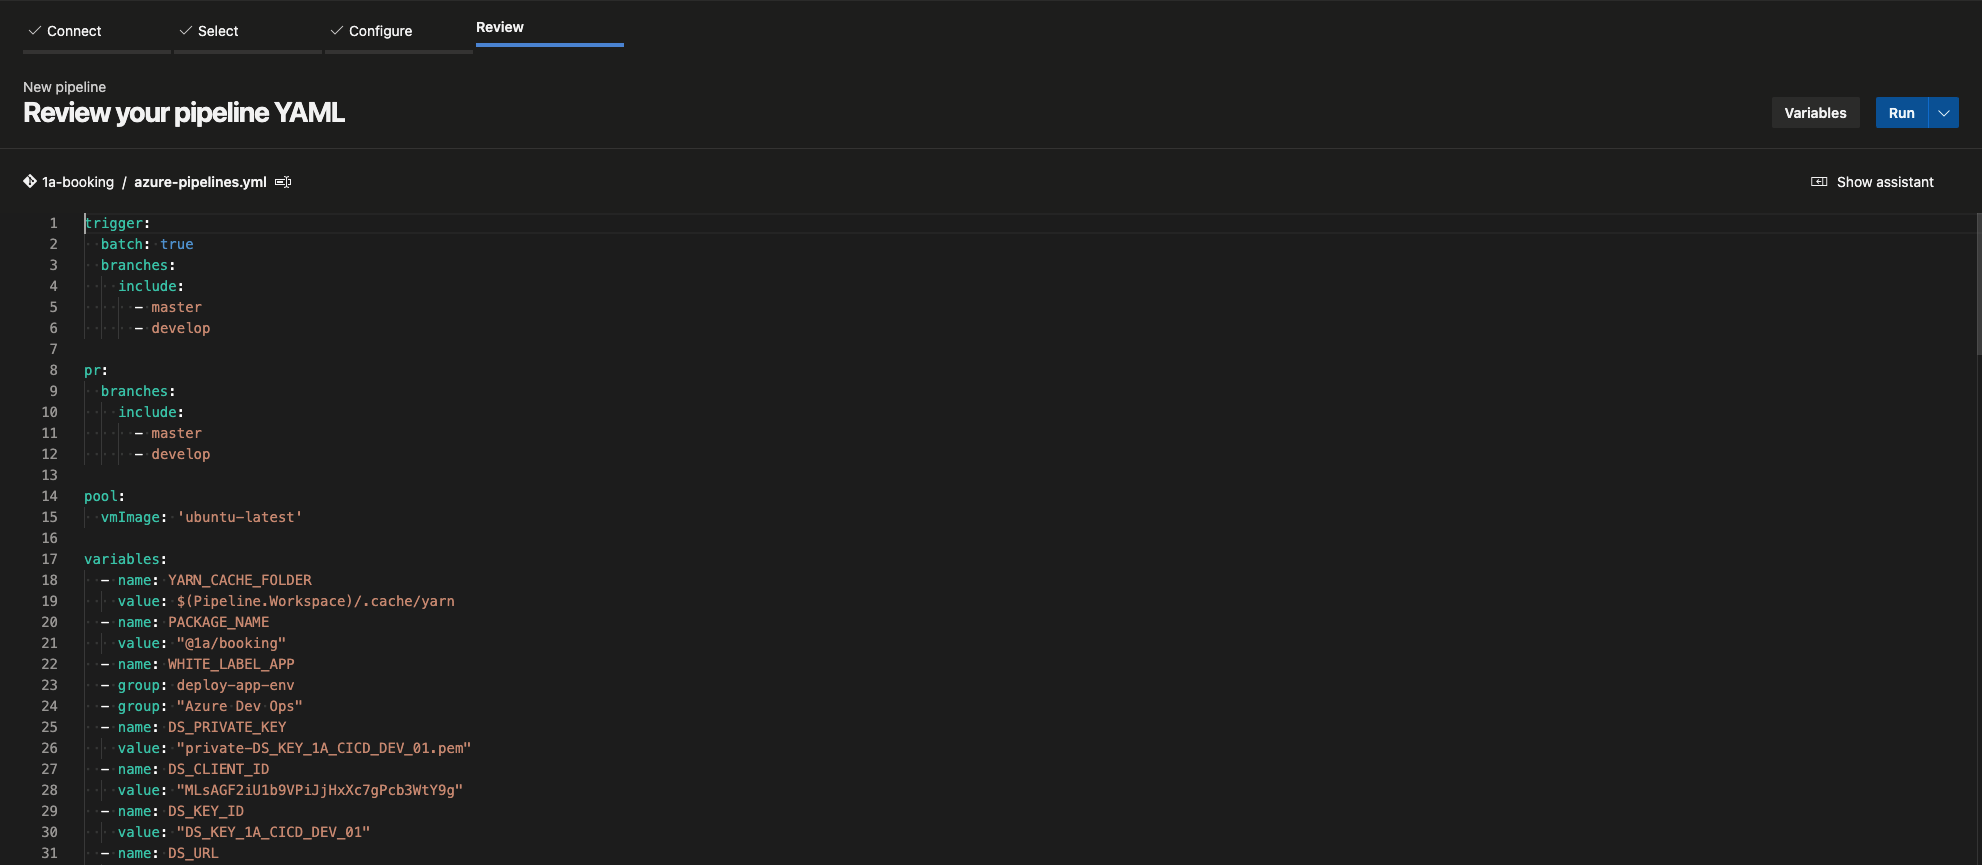 Connect
Select
Configure
Review
New pipeline
Review your pipeline YAML
Variables
Run
1a-booking / azure-pipelines.yml
Show assistant
1 trigger:
2 batch: true
3 branches:
4 include:
5 - master
6 - develop
7
8 pr:
9 branches:
10 include:
11 - master
12 - develop
13
14 pool:
15 vmImage: 'ubuntu-latest'
16
17 variables:
18 - name: YARN_CACHE_FOLDER
19 value: $(Pipeline.Workspace)/.cache/yarn
20 - name: PACKAGE_NAME
21 value: "@1a/booking"
22 - name: WHITE_LABEL_APP
23 - group: deploy-app-env
24 - group: "Azure Dev Ops"
25 - name: DS_PRIVATE_KEY
26 value: "private-DS_KEY_1A_CICD_DEV_01.pem"
27 - name: DS_CLIENT_ID
28 value: "MLsAGF2iU1b9VPiJjHxXc7gPcb3WtY9g"
29 - name: DS_KEY_ID
30 value: "DS_KEY_1A_CICD_DEV_01"
31 - name: DS_URL